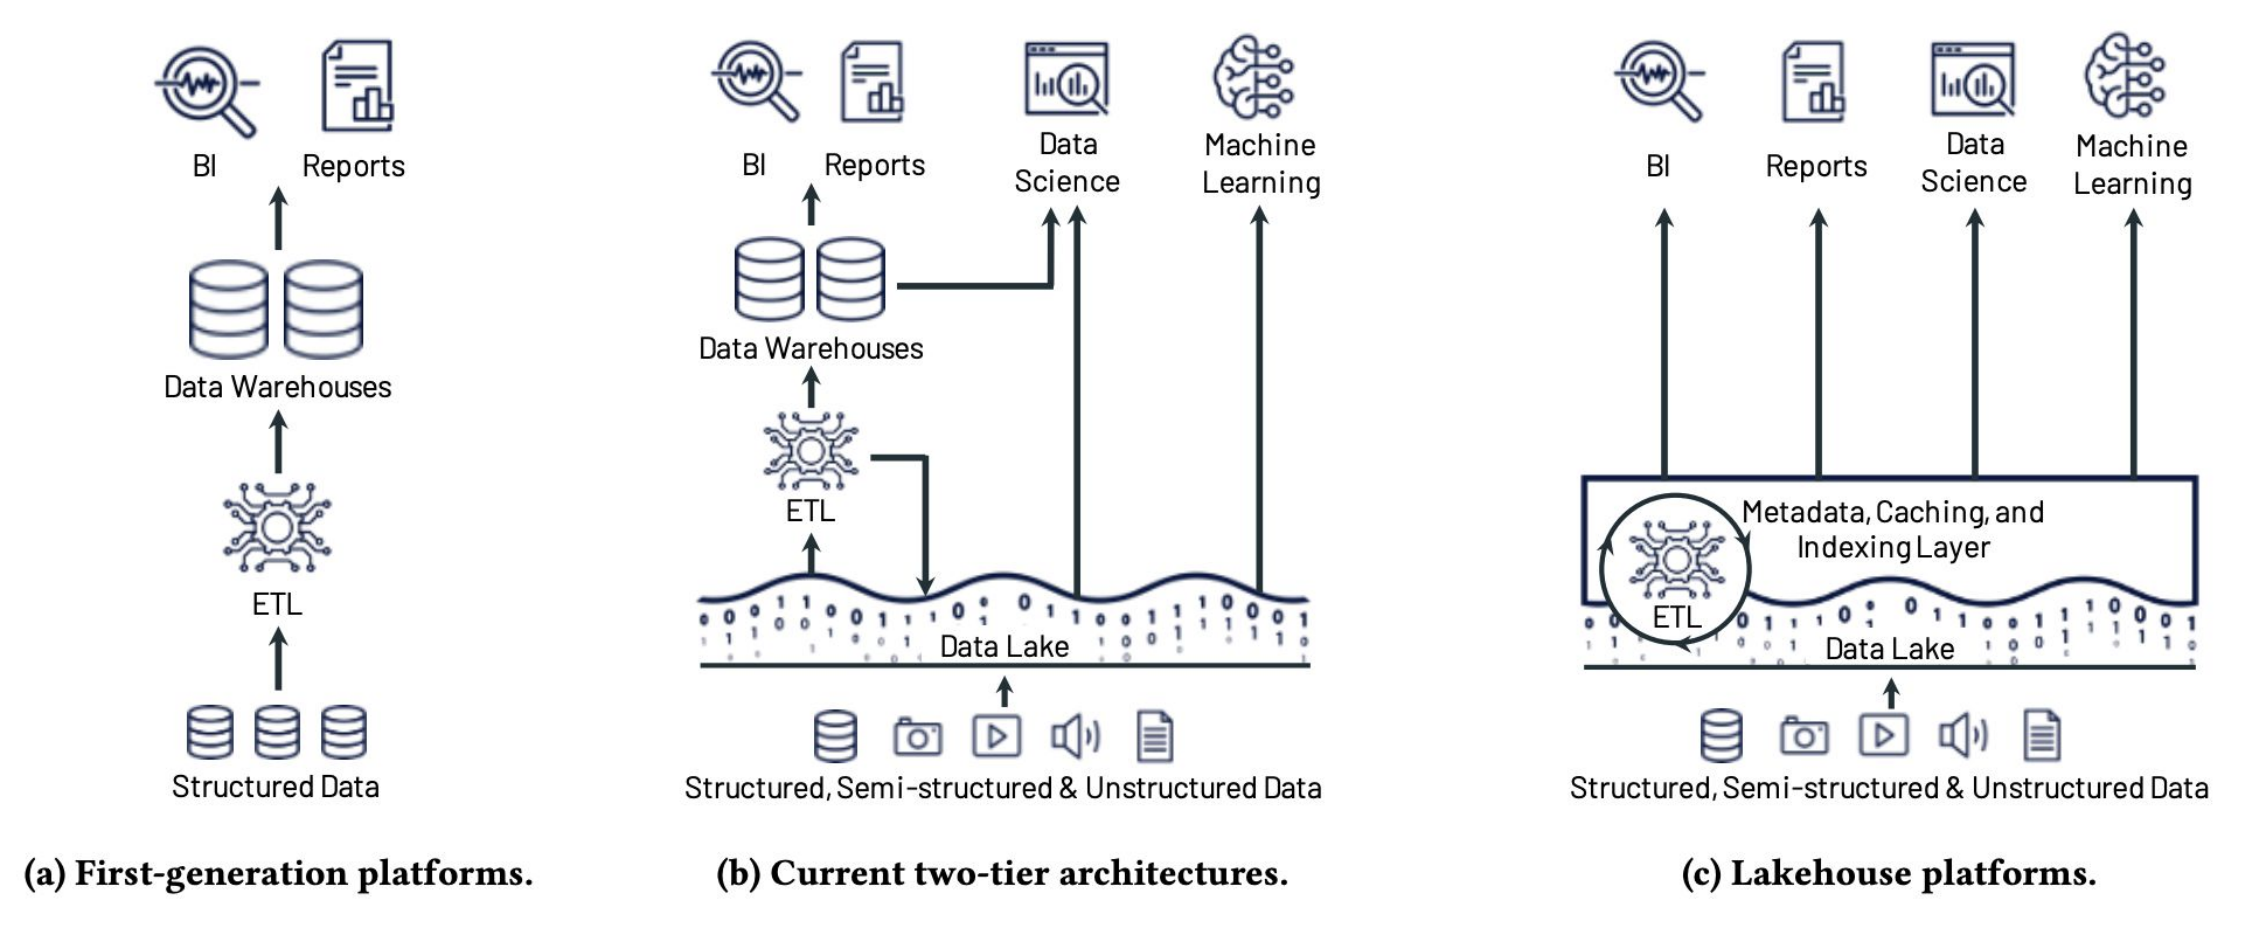 BI
Reports
Data Warehouses
ETL
Structured Data
(a) First-generation platforms.
BI
Reports
Data
Science
Machine
Learning
Data Warehouses
ETL
Data Lake
Structured, Semi-structured & Unstructured Data
(b) Current two-tier architectures.
BI
Reports
Data
Science
Machine
Learning
Metadata, Caching, and
Indexing Layer
ETL
Data Lake
Structured, Semi-structured & Unstructured Data
(c) Lakehouse platforms.